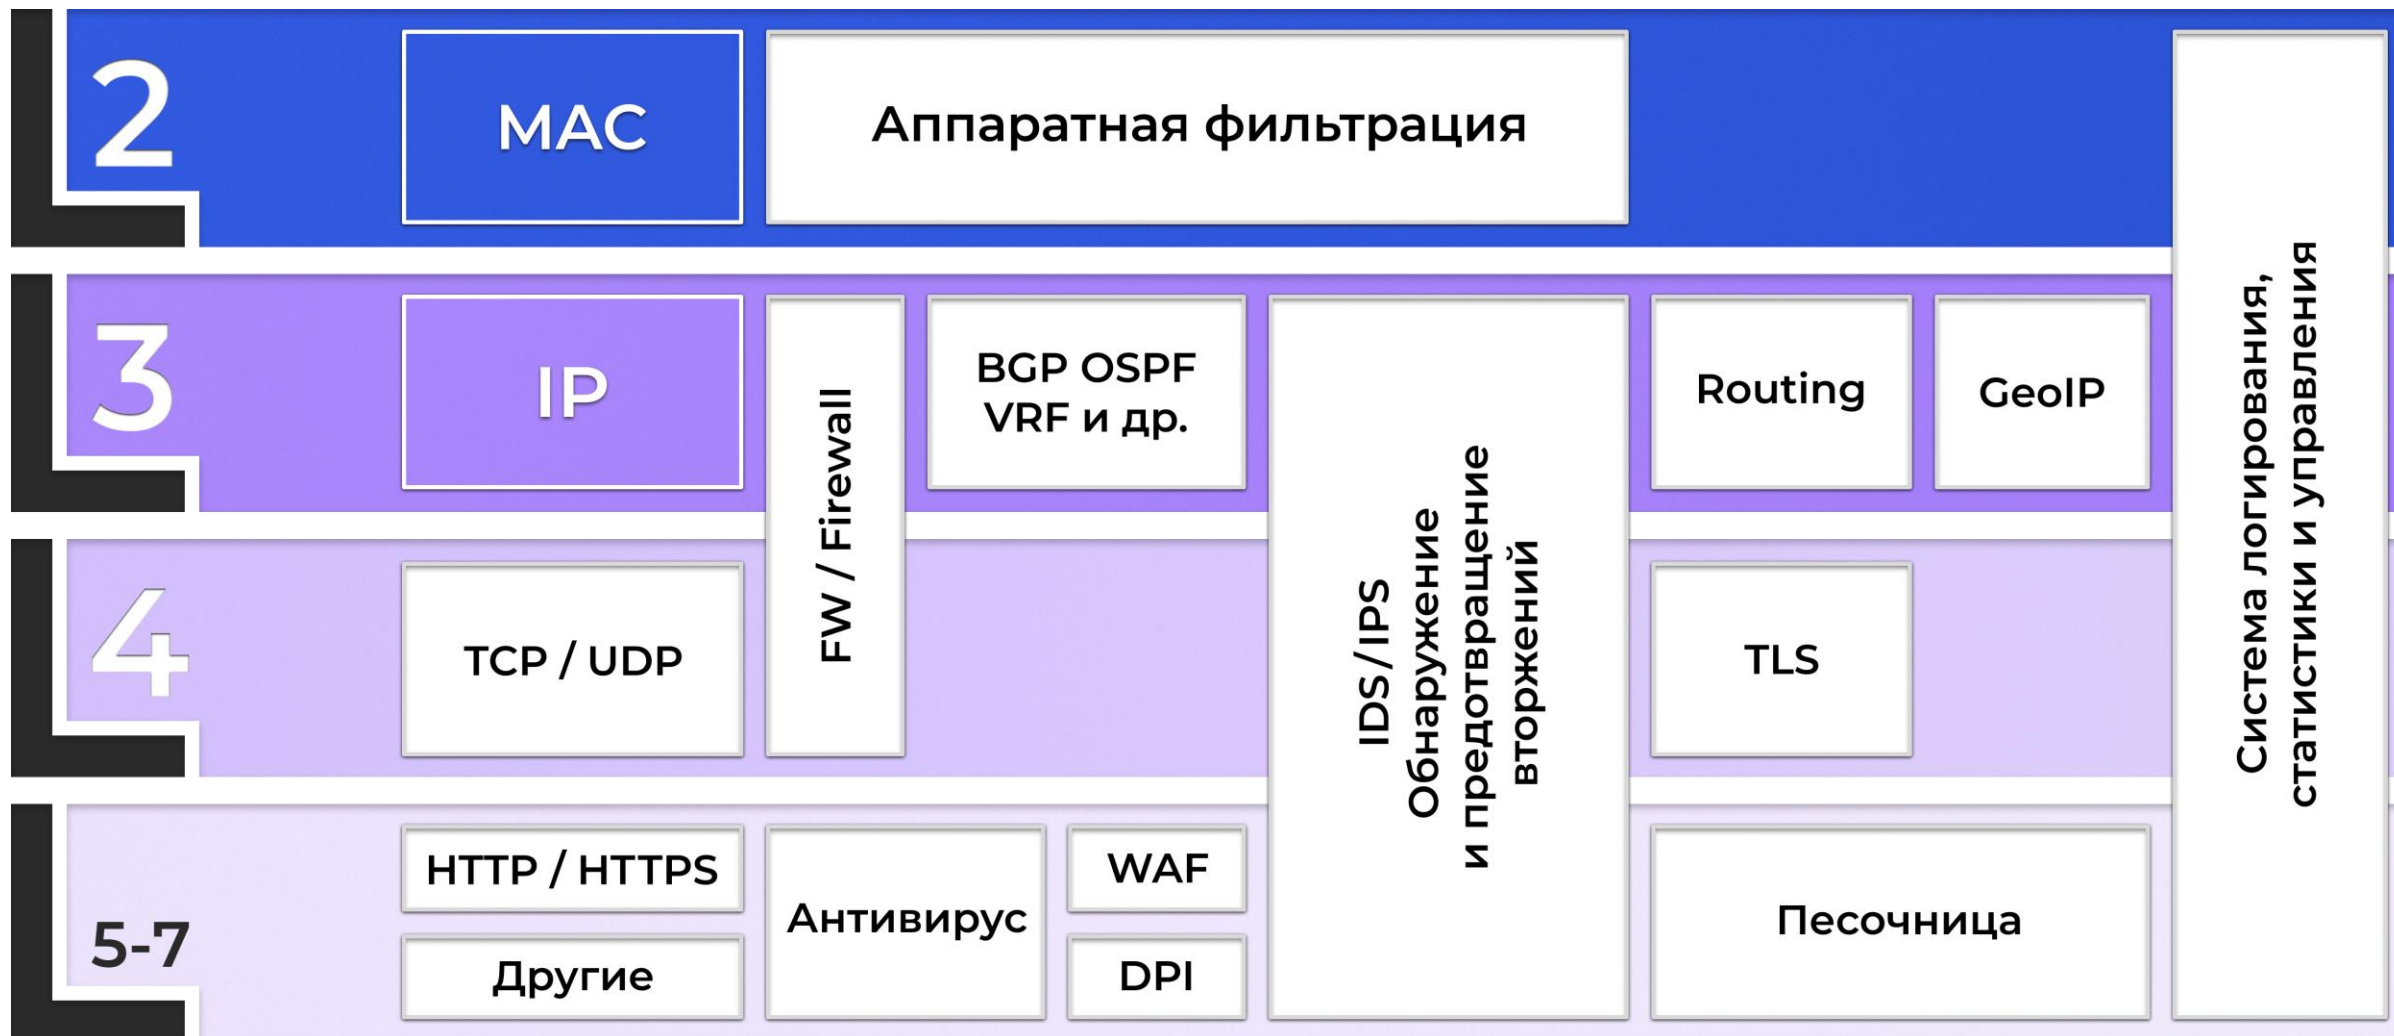 2
MAC
Аппаратная фильтрация
3
IP
FW / Firewall
BGP OSPF
VRF и др.
IDS/IPS
Обнаружение
и предотвращение
вторжений
Routing
GeoIP
Система логирования,
статистики и управления
4
TCP / UDP
TLS
5-7
HTTP / HTTPS
Другие
Антивирус
WAF
DPI
Песочница